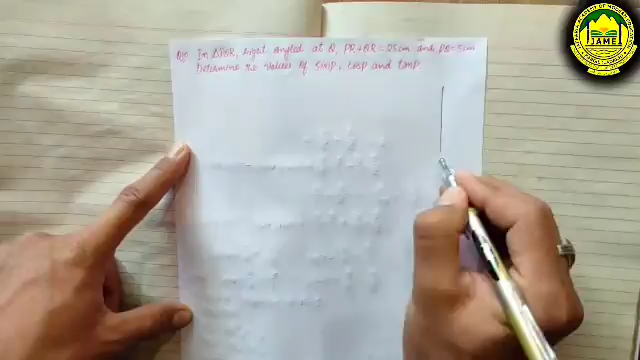 Q10 In ΔPQR, right angled at Q, PR+QR = 25cm and PQ = 5cm
Determine the values of sinP, cosP and tanP.
JAME